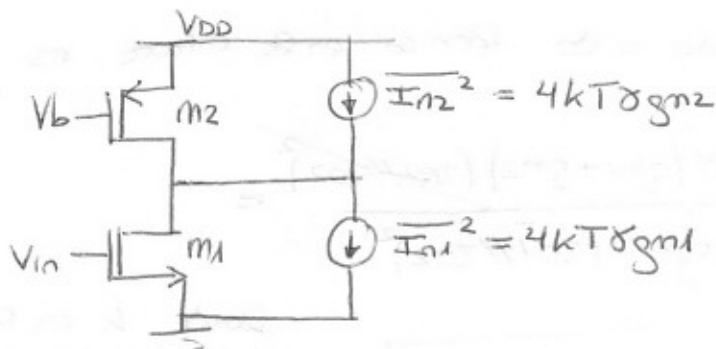 VDD
Vb
m2
In2² = 4kTγgm2
Vin
m1
In1² = 4kTγgm1